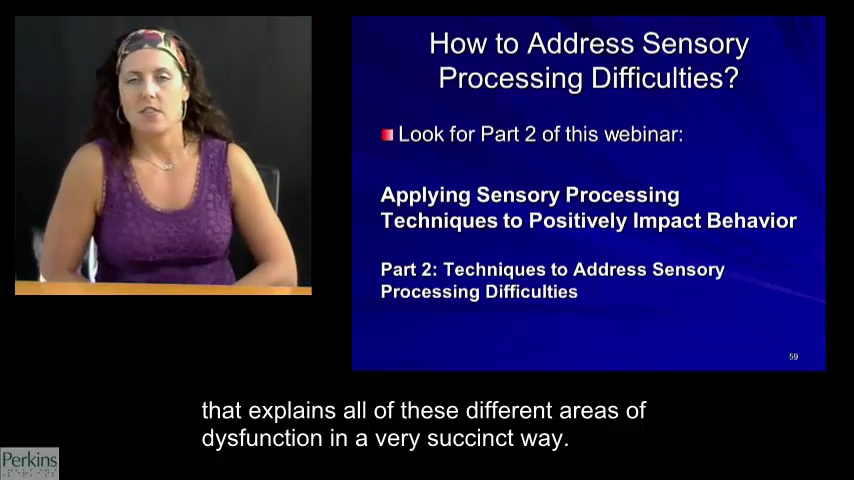 How to Address Sensory
Processing Difficulties?
Look for Part 2 of this webinar:
Applying Sensory Processing
Techniques to Positively Impact Behavior
Part 2: Techniques to Address Sensory
Processing Difficulties
59
that explains all of these different areas of
dysfunction in a very succinct way.
Perkins